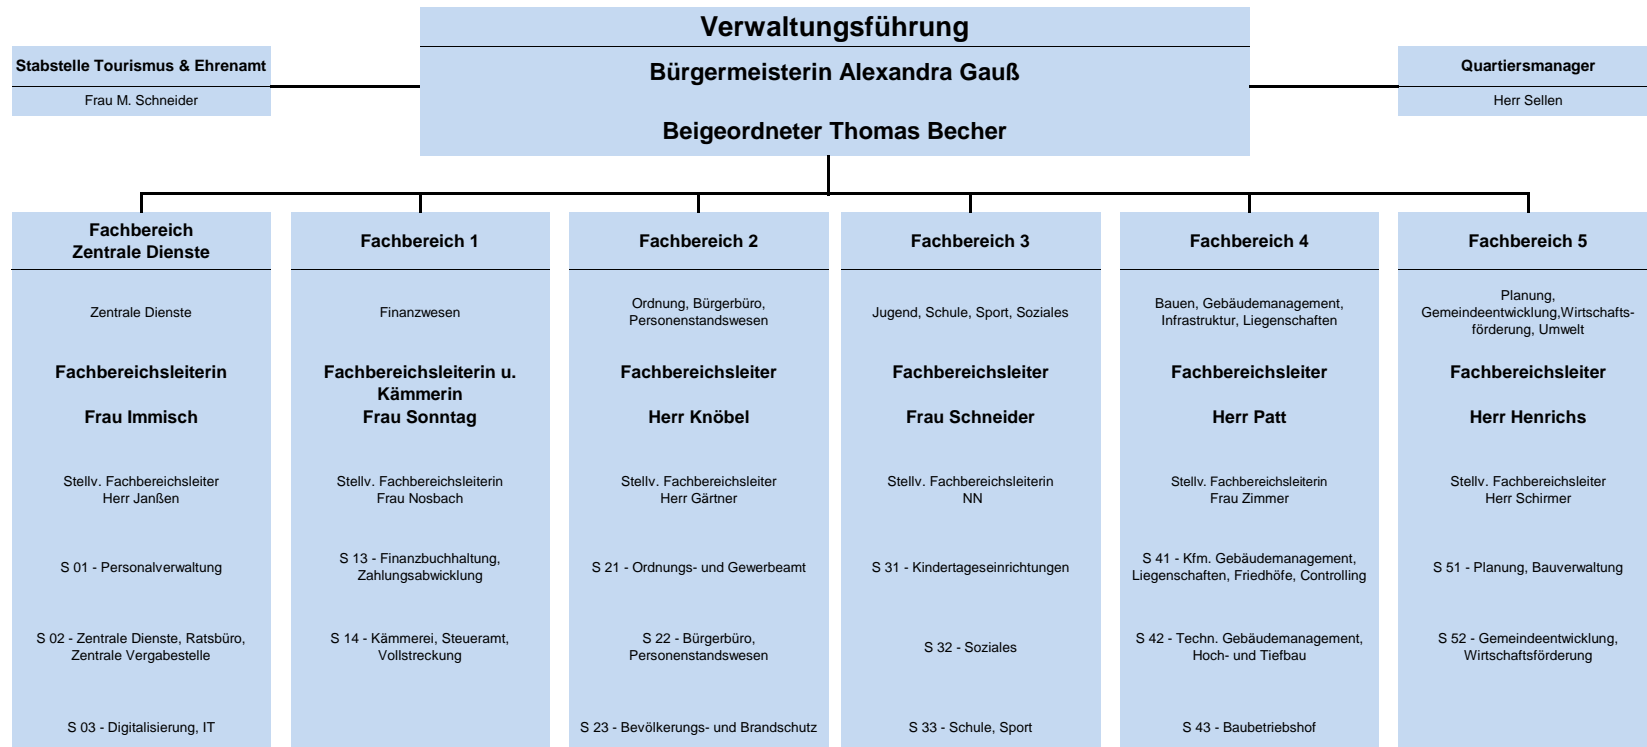 Verwaltungsführung
Bürgermeisterin Alexandra Gauß
Beigeordneter Thomas Becher
Stabstelle Tourismus & Ehrenamt
Frau M. Schneider
Quartiersmanager
Herr Sellen
Fachbereich
Zentrale Dienste
Zentrale Dienste
Fachbereichsleiterin
Frau Immisch
Stellv. Fachbereichsleiter
Herr Janßen
S 01 - Personalverwaltung
S 02 - Zentrale Dienste, Ratsbüro,
Zentrale Vergabestelle
S 03 - Digitalisierung, IT
Fachbereich 1
Finanzwesen
Fachbereichsleiterin u.
Kämmerin
Frau Sonntag
Stellv. Fachbereichsleiterin
Frau Nosbach
S 13 - Finanzbuchhaltung,
Zahlungsabwicklung
S 14 - Kämmerei, Steueramt,
Vollstreckung
Fachbereich 2
Ordnung, Bürgerbüro,
Personenstandswesen
Fachbereichsleiter
Herr Knöbel
Stellv. Fachbereichsleiter
Herr Gärtner
S 21 - Ordnungs- und Gewerbeamt
S 22 - Bürgerbüro,
Personenstandswesen
S 23 - Bevölkerungs- und Brandschutz
Fachbereich 3
Jugend, Schule, Sport, Soziales
Fachbereichsleiter
Frau Schneider
Stellv. Fachbereichsleiterin
NN
S 31 - Kindertageseinrichtungen
S 32 - Soziales
S 33 - Schule, Sport
Fachbereich 4
Bauen, Gebäudemanagement,
Infrastruktur, Liegenschaften
Fachbereichsleiter
Herr Patt
Stellv. Fachbereichsleiterin
Frau Zimmer
S 41 - Kfm. Gebäudemanagement,
Liegenschaften, Friedhöfe, Controlling
S 42 - Techn. Gebäudemanagement,
Hoch- und Tiefbau
S 43 - Baubetriebshof
Fachbereich 5
Planung,
Gemeindeentwicklung,Wirtschafts-
förderung, Umwelt
Fachbereichsleiter
Herr Henrichs
Stellv. Fachbereichsleiter
Herr Schirmer
S 51 - Planung, Bauverwaltung
S 52 - Gemeindeentwicklung,
Wirtschaftsförderung